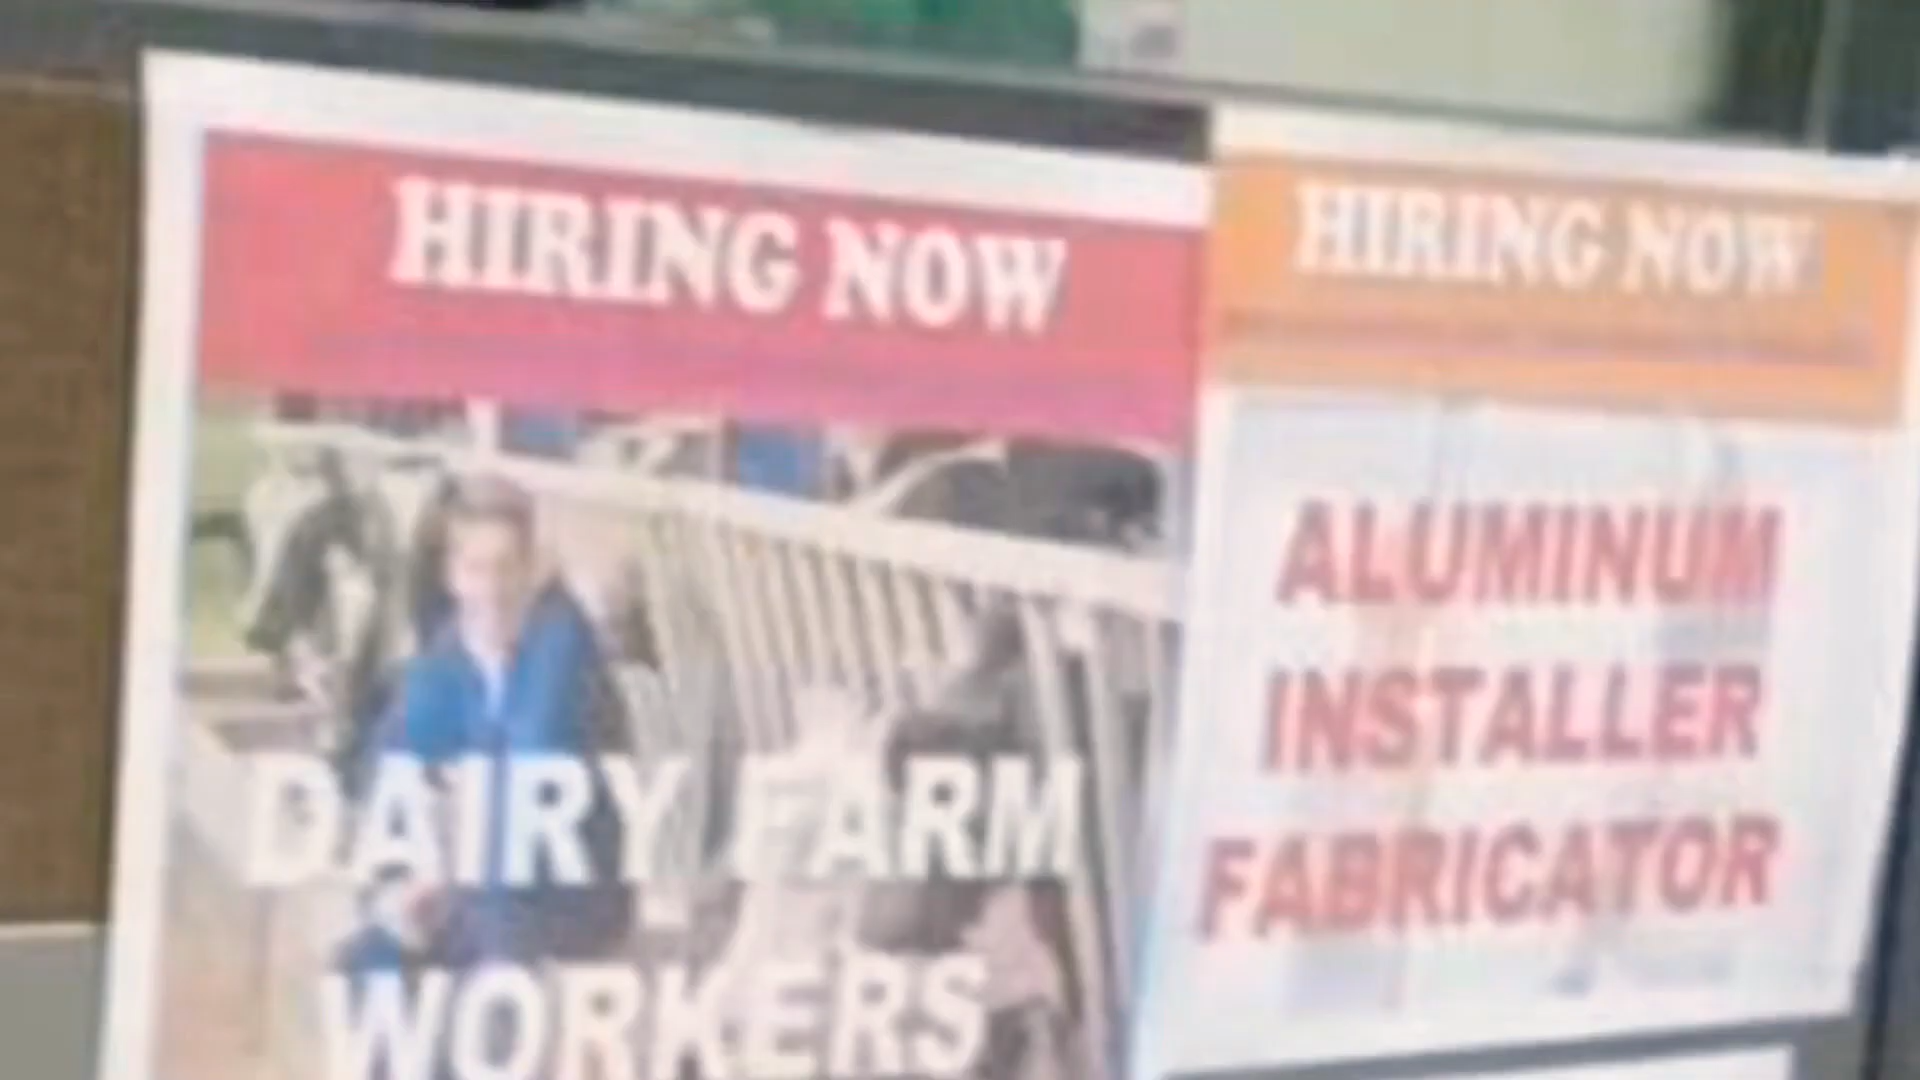 HIRING NOW
DAIRY FARM
WORKERS
HIRING NOW
ALUMINUM
INSTALLER
FABRICATOR